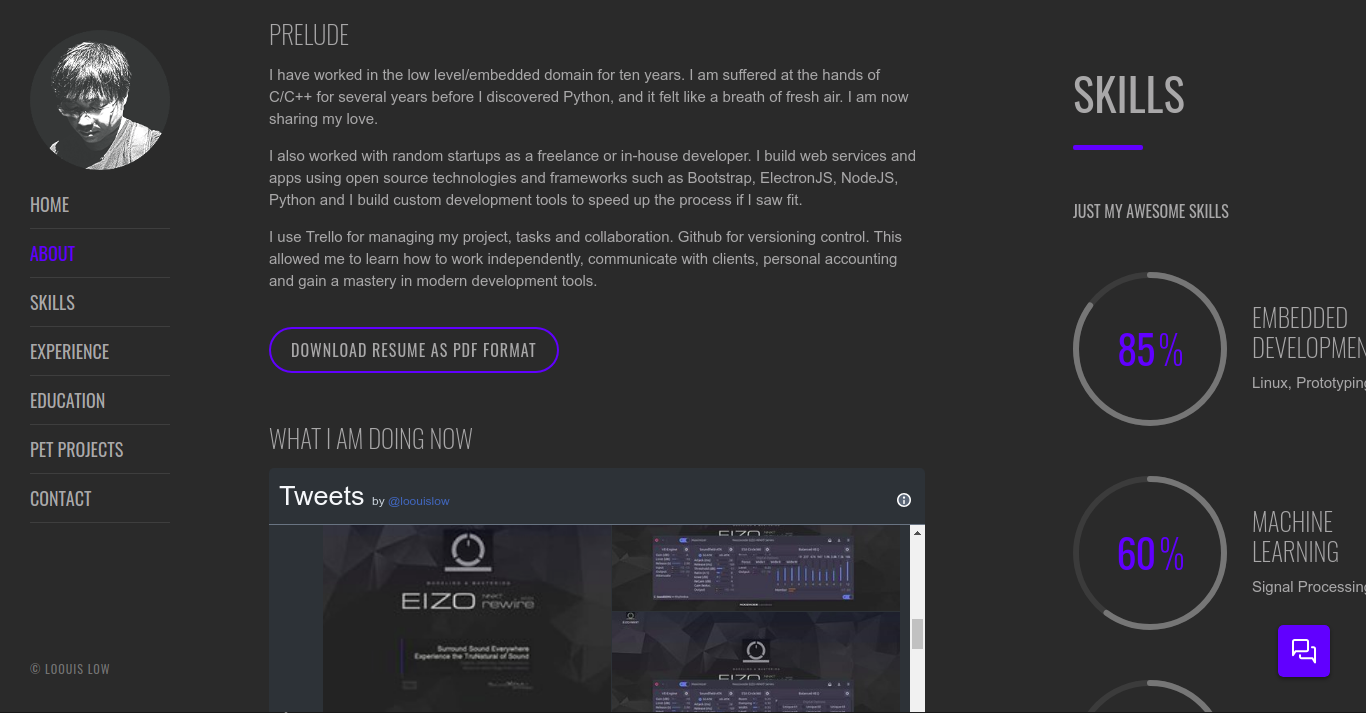 HOME
ABOUT
SKILLS
EXPERIENCE
EDUCATION
PET PROJECTS
CONTACT
© LOOUIS LOW
PRELUDE
I have worked in the low level/embedded domain for ten years. I am suffered at the hands of
C/C++ for several years before I discovered Python, and it felt like a breath of fresh air. I am now
sharing my love.
I also worked with random startups as a freelance or in-house developer. I build web services and
apps using open source technologies and frameworks such as Bootstrap, ElectronJS, NodeJS,
Python and I build custom development tools to speed up the process if I saw fit.
I use Trello for managing my project, tasks and collaboration. Github for versioning control. This
allowed me to learn how to work independently, communicate with clients, personal accounting
and gain a mastery in modern development tools.
DOWNLOAD RESUME AS PDF FORMAT
WHAT I AM DOING NOW
Tweets by @loouislow
EIZO rewire
Surround Sound Everywhere
Experience the TruNatural of Sound
SKILLS
JUST MY AWESOME SKILLS
85%
EMBEDDED
DEVELOPMEN
Linux, Prototyping
60%
MACHINE
LEARNING
Signal Processing